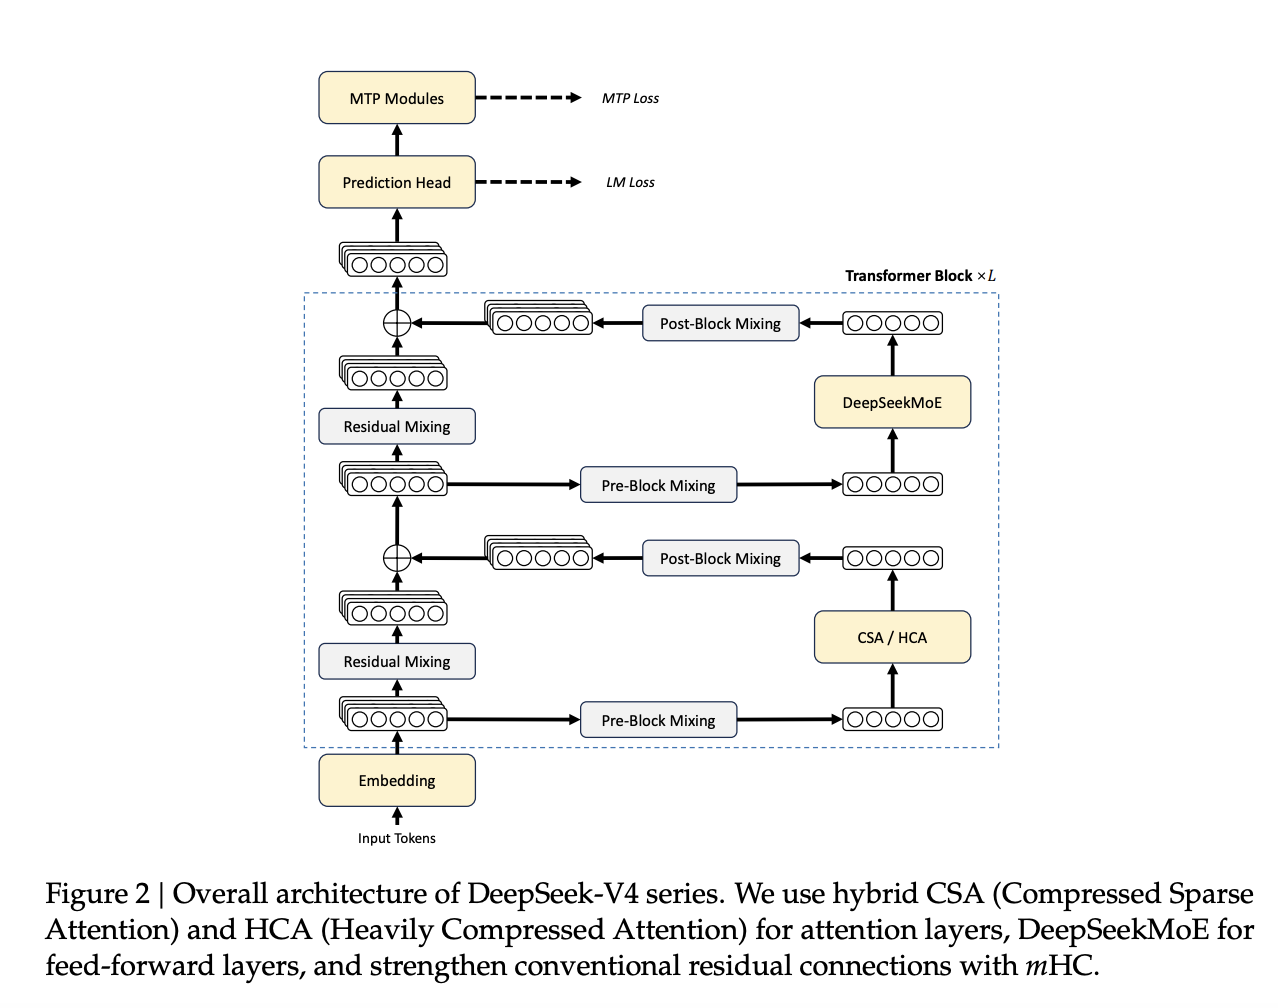 MTP Modules
MTP Loss
Prediction Head
LM Loss
Transformer Block ×L
Post-Block Mixing
DeepSeekMoE
Residual Mixing
Pre-Block Mixing
Post-Block Mixing
CSA / HCA
Residual Mixing
Pre-Block Mixing
Embedding
Input Tokens
Figure 2 | Overall architecture of DeepSeek-V4 series. We use hybrid CSA (Compressed Sparse
Attention) and HCA (Heavily Compressed Attention) for attention layers, DeepSeekMoE for
feed-forward layers, and strengthen conventional residual connections with mHC.